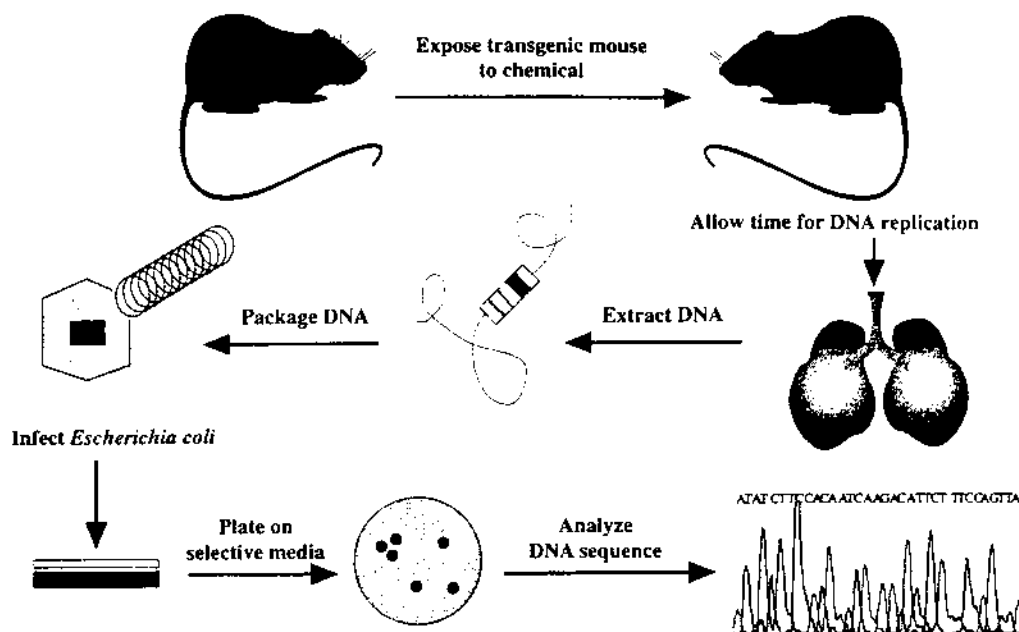 Expose transgenic mouse
to chemical
Allow time for DNA replication
Extract DNA
Package DNA
Infect Escherichia coli
Plate on
selective media
Analyze
DNA sequence
ATATCTTCCACAATCAAGACATTCTTTCCAGTTA